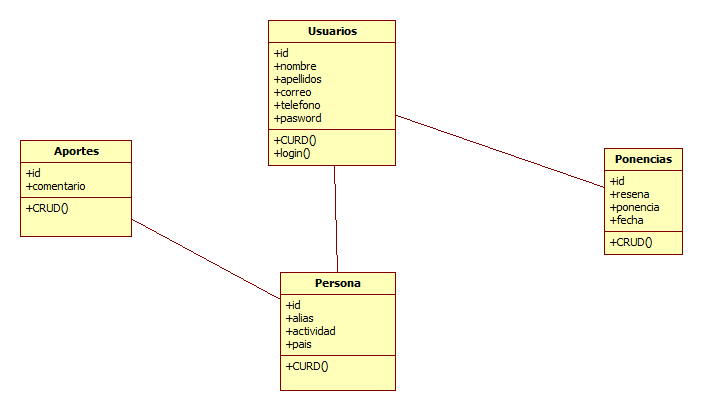 Usuarios
+id
+nombre
+apellidos
+correo
+telefono
+pasword
+CURD()
+login()
Aportes
+id
+comentario
+CRUD()
Ponencias
+id
+resena
+ponencia
+fecha
+CRUD()
Persona
+id
+alias
+actividad
+pais
+CURD()